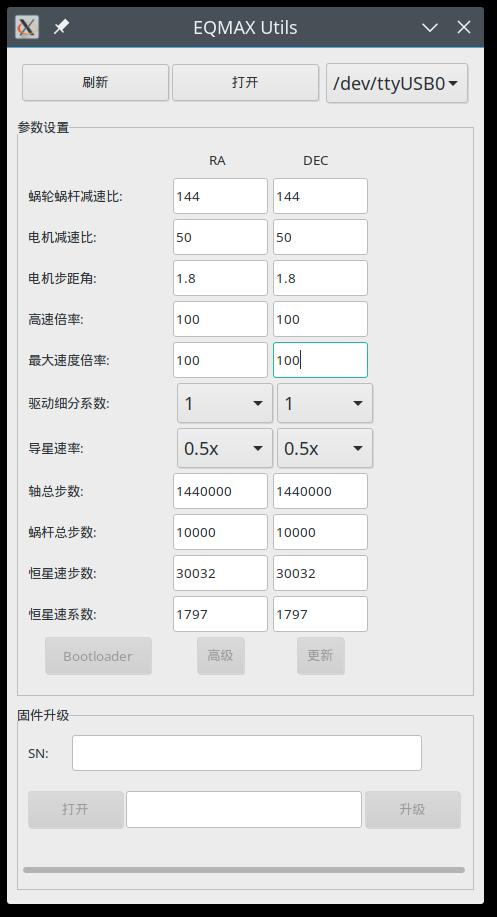 EQMAX Utils
刷新 打开 /dev/ttyUSB0
参数设置
RA DEC
蜗轮蜗杆减速比: 144 144
电机减速比: 50 50
电机步距角: 1.8 1.8
高速倍率: 100 100
最大速度倍率: 100 100
驱动细分系数: 1 1
导星速率: 0.5x 0.5x
轴总步数: 1440000 1440000
蜗杆总步数: 10000 10000
恒星速步数: 30032 30032
恒星速系数: 1797 1797
Bootloader 高级 更新
固件升级
SN:
打开 升级